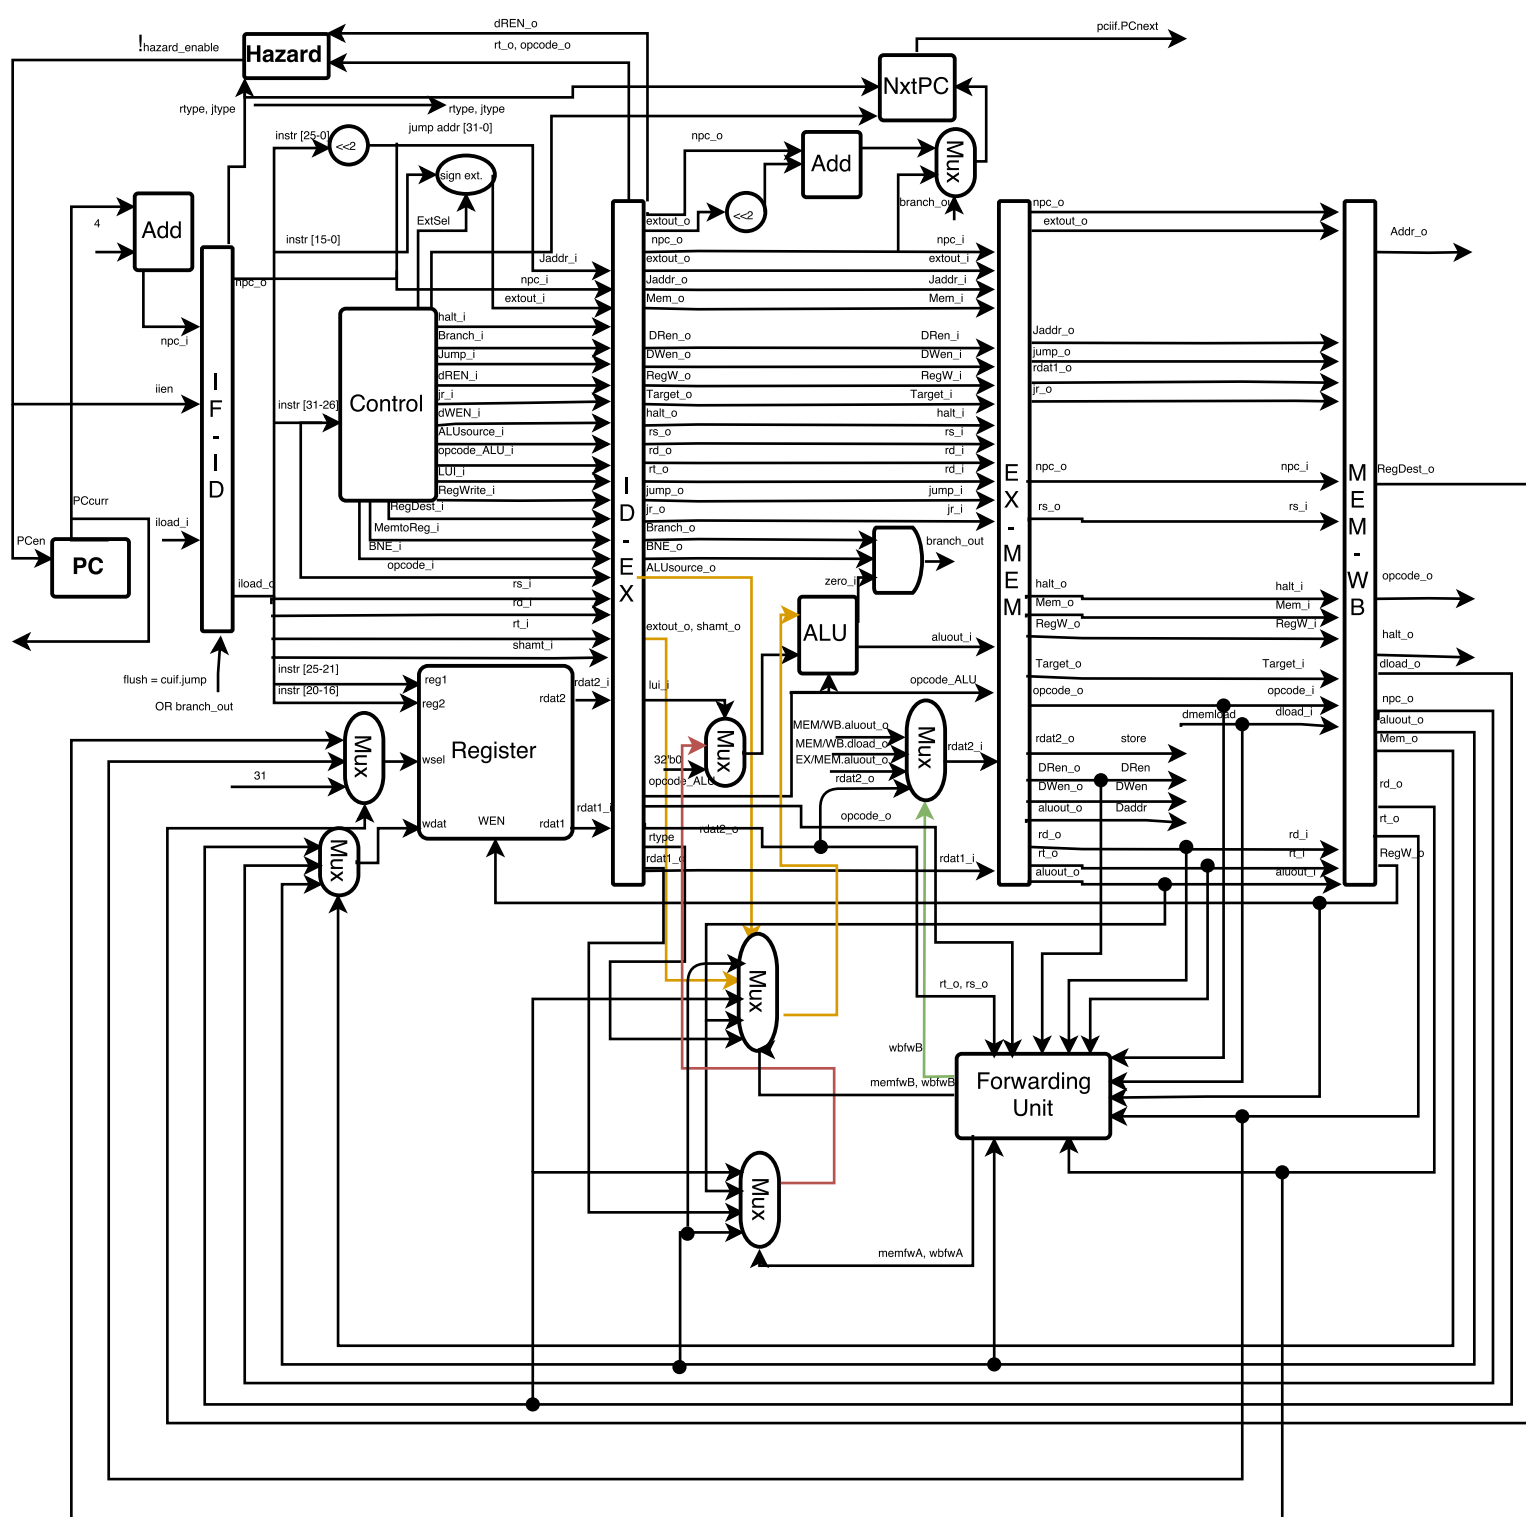 dREN_o
pciif.PCnext
!hazard_enable
Hazard
rt_o, opcode_o
NxtPC
rtype, jtype
rtype, jtype
jump addr [31-0]
instr [25-0]
<<2
npc_o
Add
Mux
sign ext.
branch_ou
4
Add
ExtSel
<<2
instr [15-0]
npc_o
Jaddr_i
npc_i
extout_i
npc_i
iien
IF-ID
instr [31-26]
Control
halt_i
Branch_i
Jump_i
dREN_i
jr_i
dWEN_i
ALUsource_i
opcode_ALU_i
LUI_i
RegWrite_i
RegDest_i
MemtoReg_i
BNE_i
opcode_i
rs_i
rd_i
rt_i
shamt_i
PCcurr
PCen
PC
iload_i
iload_o
flush = cuif.jump
OR branch_out
instr [25-21]
instr [20-16]
reg1
reg2
Register
rdat2
wsel
wdat
WEN
rdat1
rdat2_i
rdat1_i
Mux
31
Mux
ID-EX
extout_o
npc_o
npc_i
extout_o
extout_i
Jaddr_o
Jaddr_i
Mem_o
Mem_i
DRen_o
DRen_i
DWen_o
DWen_i
RegW_o
RegW_i
Target_o
Target_i
halt_o
halt_i
rs_o
rs_i
rd_o
rd_i
rt_o
rd_i
jump_o
jump_i
jr_o
jr_i
Branch_o
BNE_o
ALUsource_o
branch_out
zero_i
extout_o, shamt_o
ALU
aluout_i
lui_i
opcode_ALU
Mux
32'b0
opcode_ALU
MEM/WB.aluout_o
MEM/WB.dload_o
EX/MEM.aluout_o
rdat2_o
Mux
rdat2_i
opcode_o
rdat2_o
rtype
rdat1_o
rdat1_i
EX-MEM
npc_o
extout_o
Jaddr_o
jump_o
rdat1_o
jr_o
npc_o
npc_i
rs_o
rs_i
halt_o
halt_i
Mem_o
Mem_i
RegW_o
RegW_i
Target_o
Target_i
opcode_o
opcode_i
dmemload
dload_i
rdat2_o
store
DRen_o
DRen
DWen_o
DWen
aluout_o
Daddr
rd_o
rd_i
rt_o
rt_i
aluout_o
aluout_i
MEM-WB
Addr_o
RegDest_o
opcode_o
halt_o
dload_o
npc_o
aluout_o
Mem_o
rd_o
rt_o
RegW_o
Mux
rt_o, rs_o
wbfwB
memfwB, wbfwB
Forwarding
Unit
Mux
memfwA, wbfwA